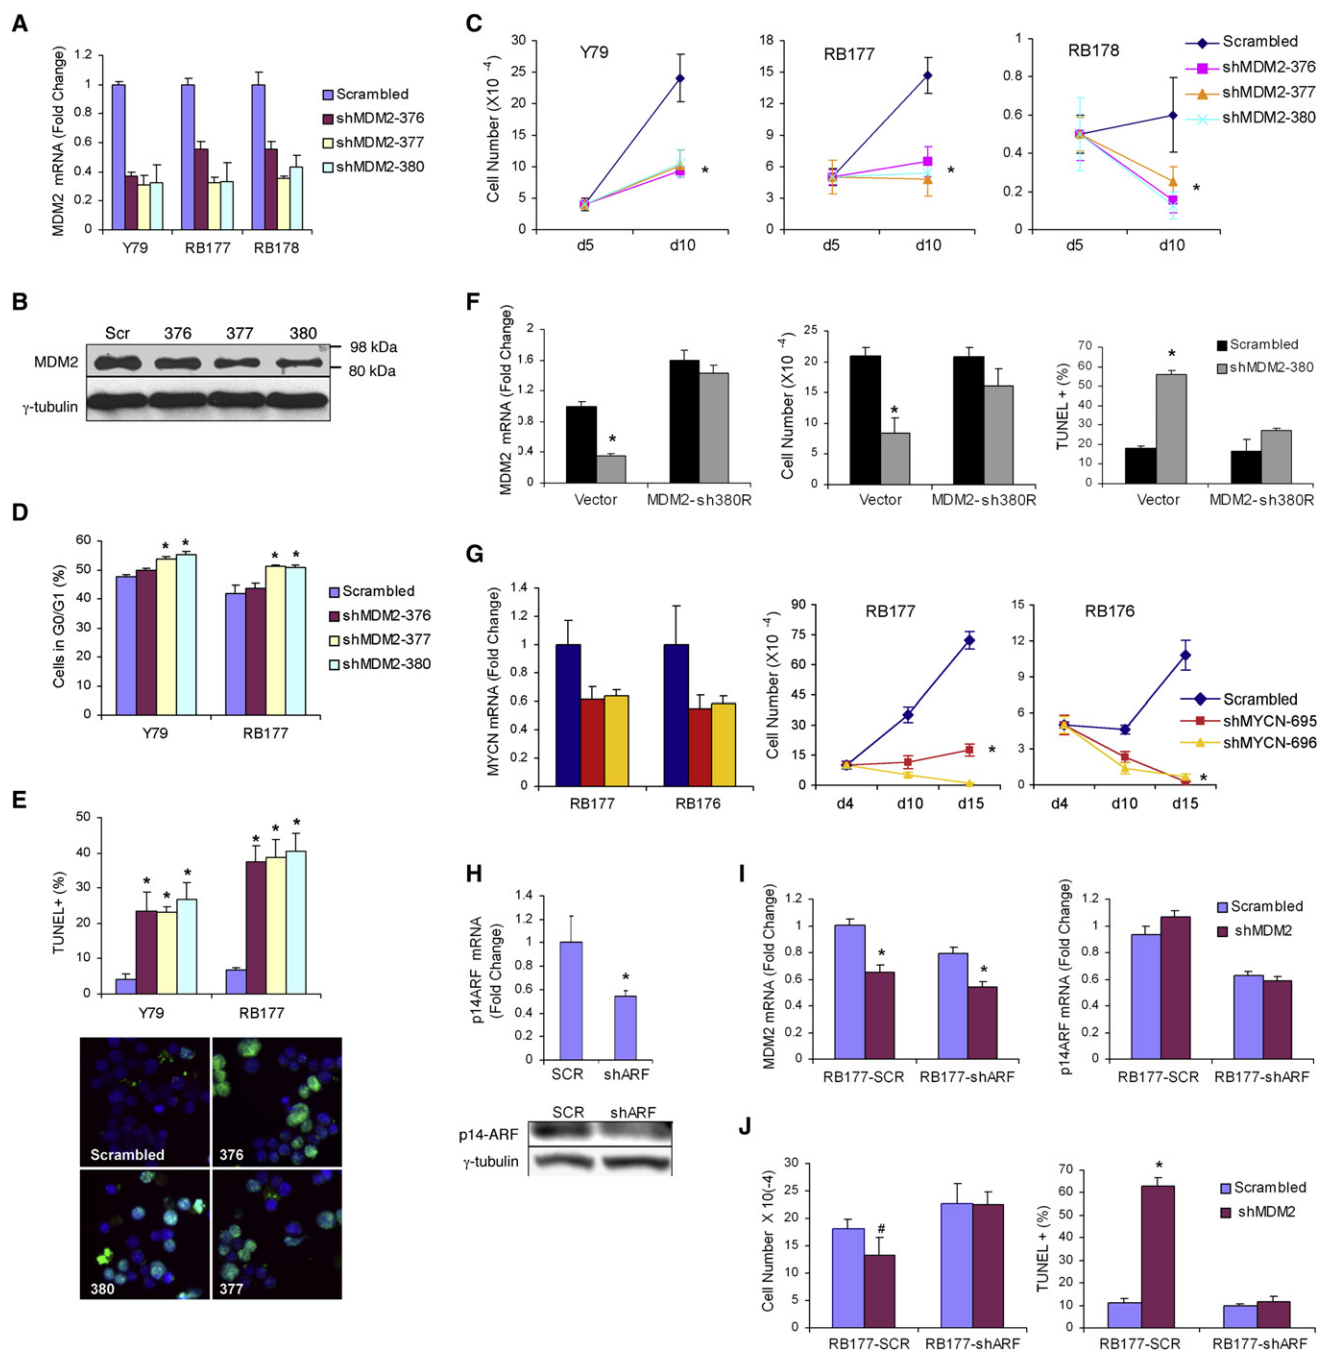 A
MDM2 mRNA (Fold Change)
1.2
1
0.8
0.6
0.4
0.2
0
Y79 RB177 RB178
Scrambled
shMDM2-376
shMDM2-377
shMDM2-380
B
Scr 376 377 380
MDM2
98 kDa
80 kDa
γ-tubulin
C
Cell Number (X10 -4)
Y79
30
20
10
0
d5 d10
*
RB177
18
15
12
9
6
3
0
d5 d10
*
RB178
1
0.8
0.6
0.4
0.2
0
d5 d10
*
Scrambled
shMDM2-376
shMDM2-377
shMDM2-380
D
Cells in G0/G1 (%)
60
50
40
30
20
10
0
* * * *
Y79 RB177
Scrambled
shMDM2-376
shMDM2-377
shMDM2-380
E
TUNEL+ (%)
50
40
30
20
10
0
* * * * * *
Y79 RB177
Scrambled
376
380
377
F
MDM2 mRNA (Fold Change)
2
1.6
1.2
0.8
0.4
0
*
Vector MDM2-sh380R
Cell Number (X10 -4)
25
20
15
10
5
0
*
Vector MDM2-sh380R
TUNEL + (%)
70
60
50
40
30
20
10
0
*
Vector MDM2-sh380R
Scrambled
shMDM2-380
G
MYCN mRNA (Fold Change)
1.4
1.2
1
0.8
0.6
0.4
0.2
0
RB177 RB176
Cell Number (X10 -4)
RB177
90
75
60
45
30
15
0
d4 d10 d15
*
RB176
15
12
9
6
3
0
d4 d10 d15
*
Scrambled
shMYCN-695
shMYCN-696
H
p14ARF mRNA
(Fold Change)
1.4
1.2
1
0.8
0.6
0.4
0.2
0
*
SCR shARF
SCR shARF
p14-ARF
γ-tubulin
I
MDM2 mRNA (Fold Change)
1.4
1.2
1
0.8
0.6
0.4
0.2
0
* *
RB177-SCR RB177-shARF
p14ARF mRNA (Fold Change)
1.4
1.2
1
0.8
0.6
0.4
0.2
0
RB177-SCR RB177-shARF
Scrambled
shMDM2
J
Cell Number X 10(-4)
30
25
20
15
10
5
0
#
RB177-SCR RB177-shARF
TUNEL + (%)
70
60
50
40
30
20
10
0
*
RB177-SCR RB177-shARF
Scrambled
shMDM2